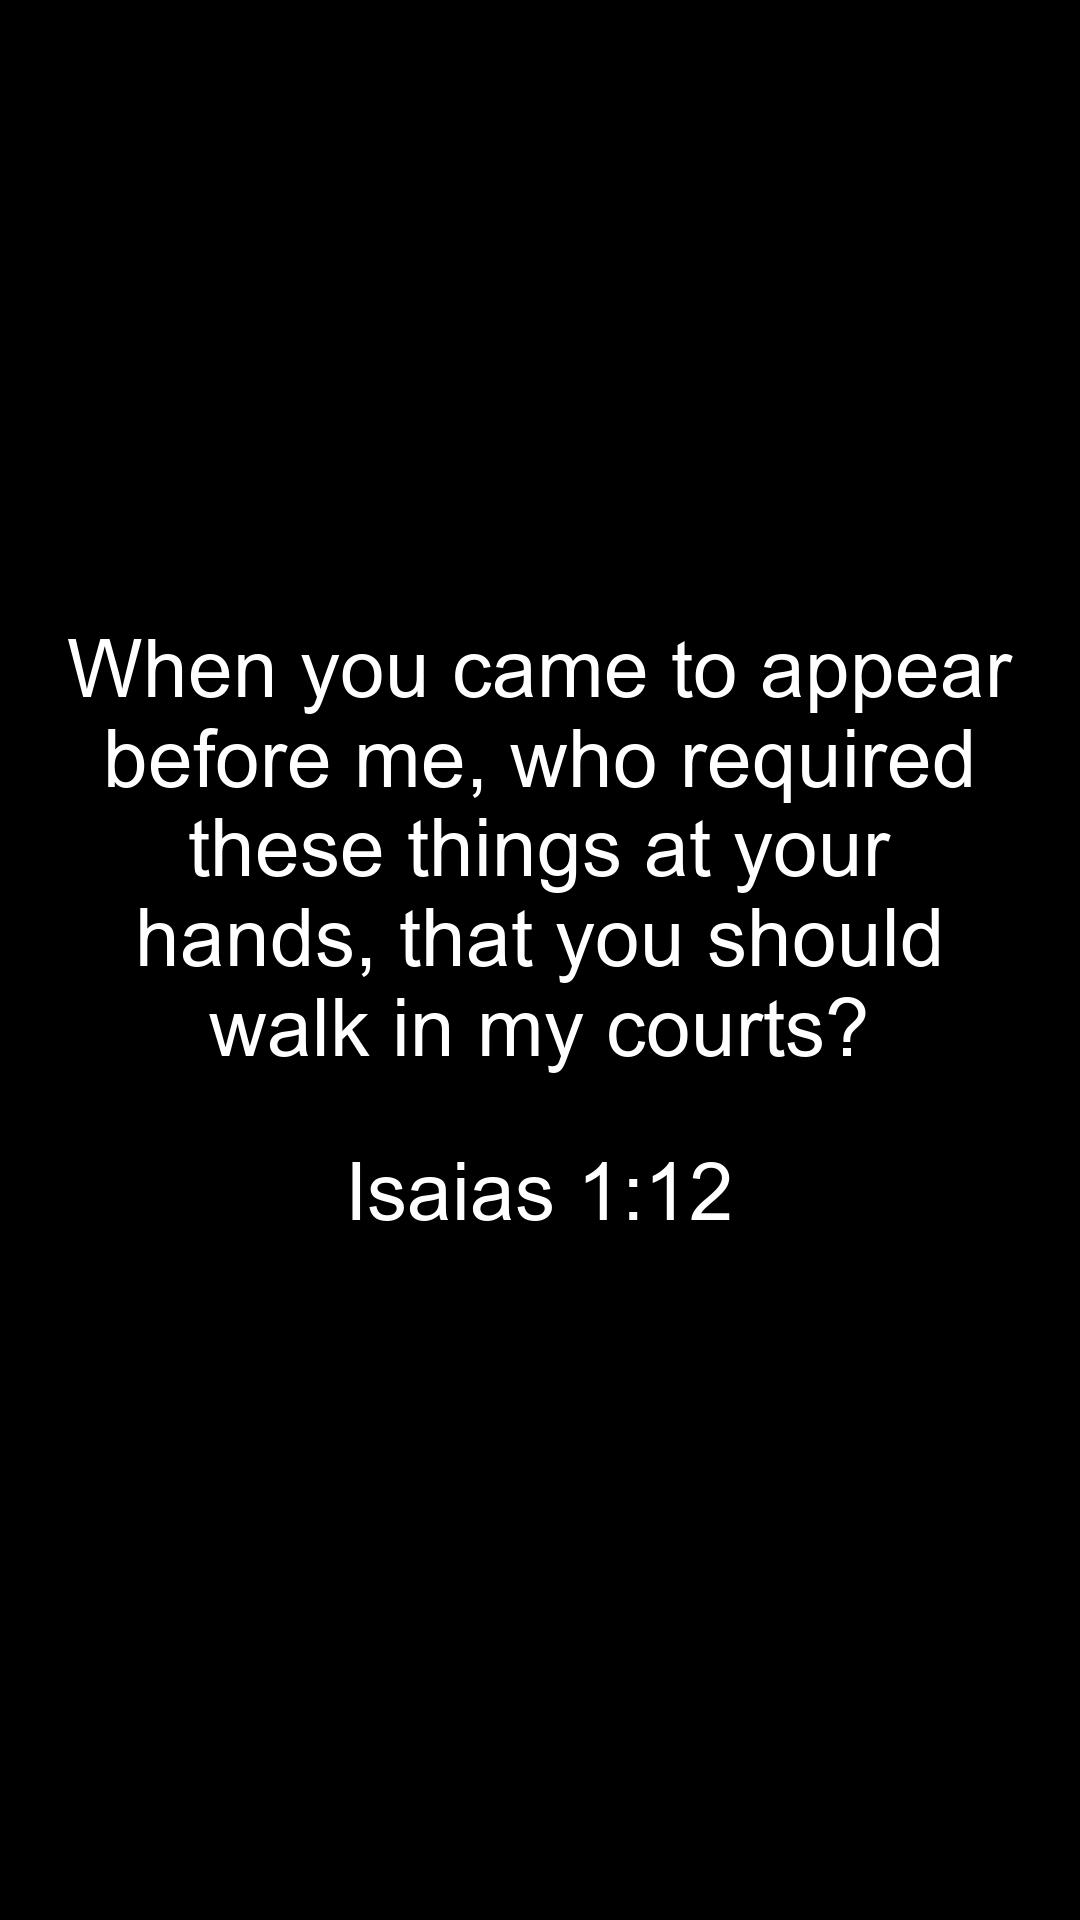 When you came to appear
before me, who required
these things at your
hands, that you should
walk in my courts?
Isaias 1:12